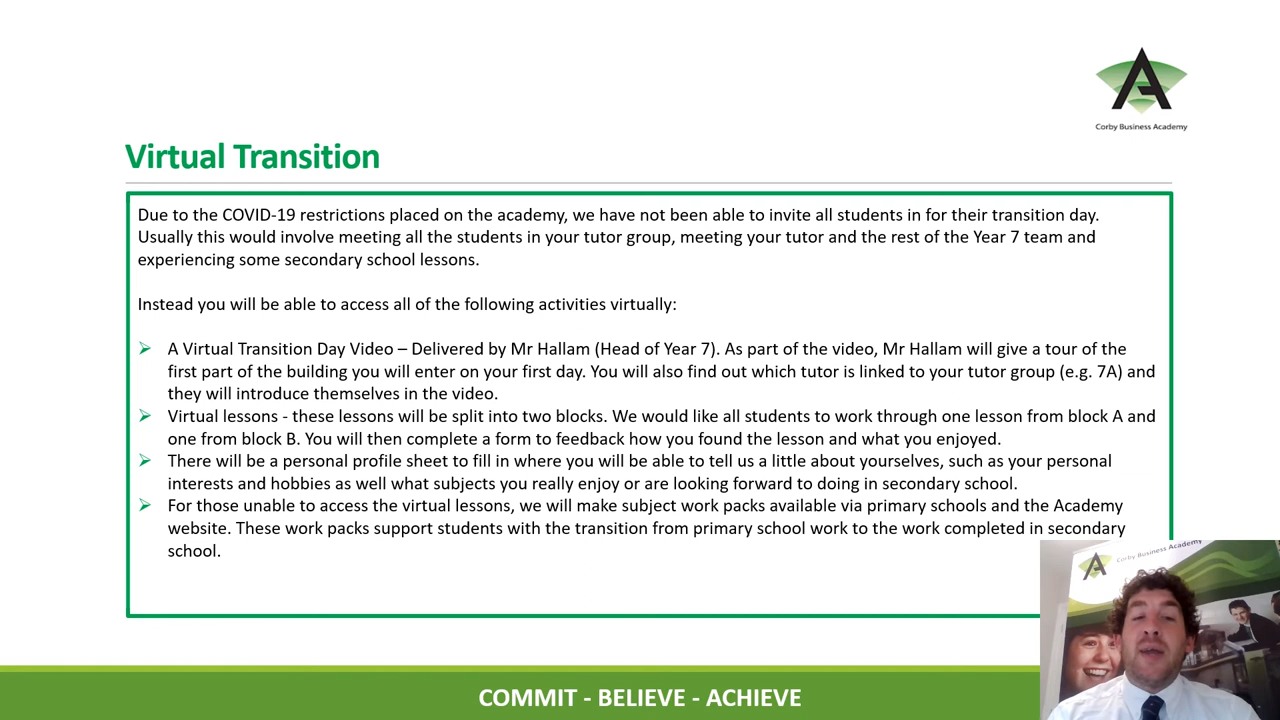 Corby Business Academy
Virtual Transition
Due to the COVID-19 restrictions placed on the academy, we have not been able to invite all students in for their transition day.
Usually this would involve meeting all the students in your tutor group, meeting your tutor and the rest of the Year 7 team and
experiencing some secondary school lessons.
Instead you will be able to access all of the following activities virtually:
A Virtual Transition Day Video – Delivered by Mr Hallam (Head of Year 7). As part of the video, Mr Hallam will give a tour of the
first part of the building you will enter on your first day. You will also find out which tutor is linked to your tutor group (e.g. 7A) and
they will introduce themselves in the video.
Virtual lessons - these lessons will be split into two blocks. We would like all students to work through one lesson from block A and
one from block B. You will then complete a form to feedback how you found the lesson and what you enjoyed.
There will be a personal profile sheet to fill in where you will be able to tell us a little about yourselves, such as your personal
interests and hobbies as well what subjects you really enjoy or are looking forward to doing in secondary school.
For those unable to access the virtual lessons, we will make subject work packs available via primary schools and the Academy
website. These work packs support students with the transition from primary school work to the work completed in secondary
school.
Corby Business Academy
COMMIT - BELIEVE - ACHIEVE